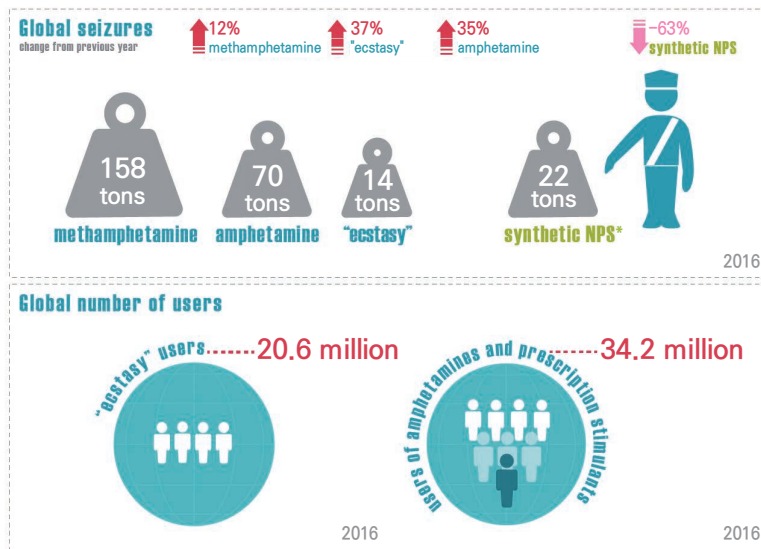 Global seizures
change from previous year
12%
methamphetamine
37%
"ecstasy"
35%
amphetamine
-63%
synthetic NPS
158
tons
methamphetamine
70
tons
amphetamine
14
tons
“ecstasy”
22
tons
synthetic NPS*
2016
Global number of users
"ecstasy" users
20.6 million
2016
users of amphetamines and prescription stimulants
34.2 million
2016